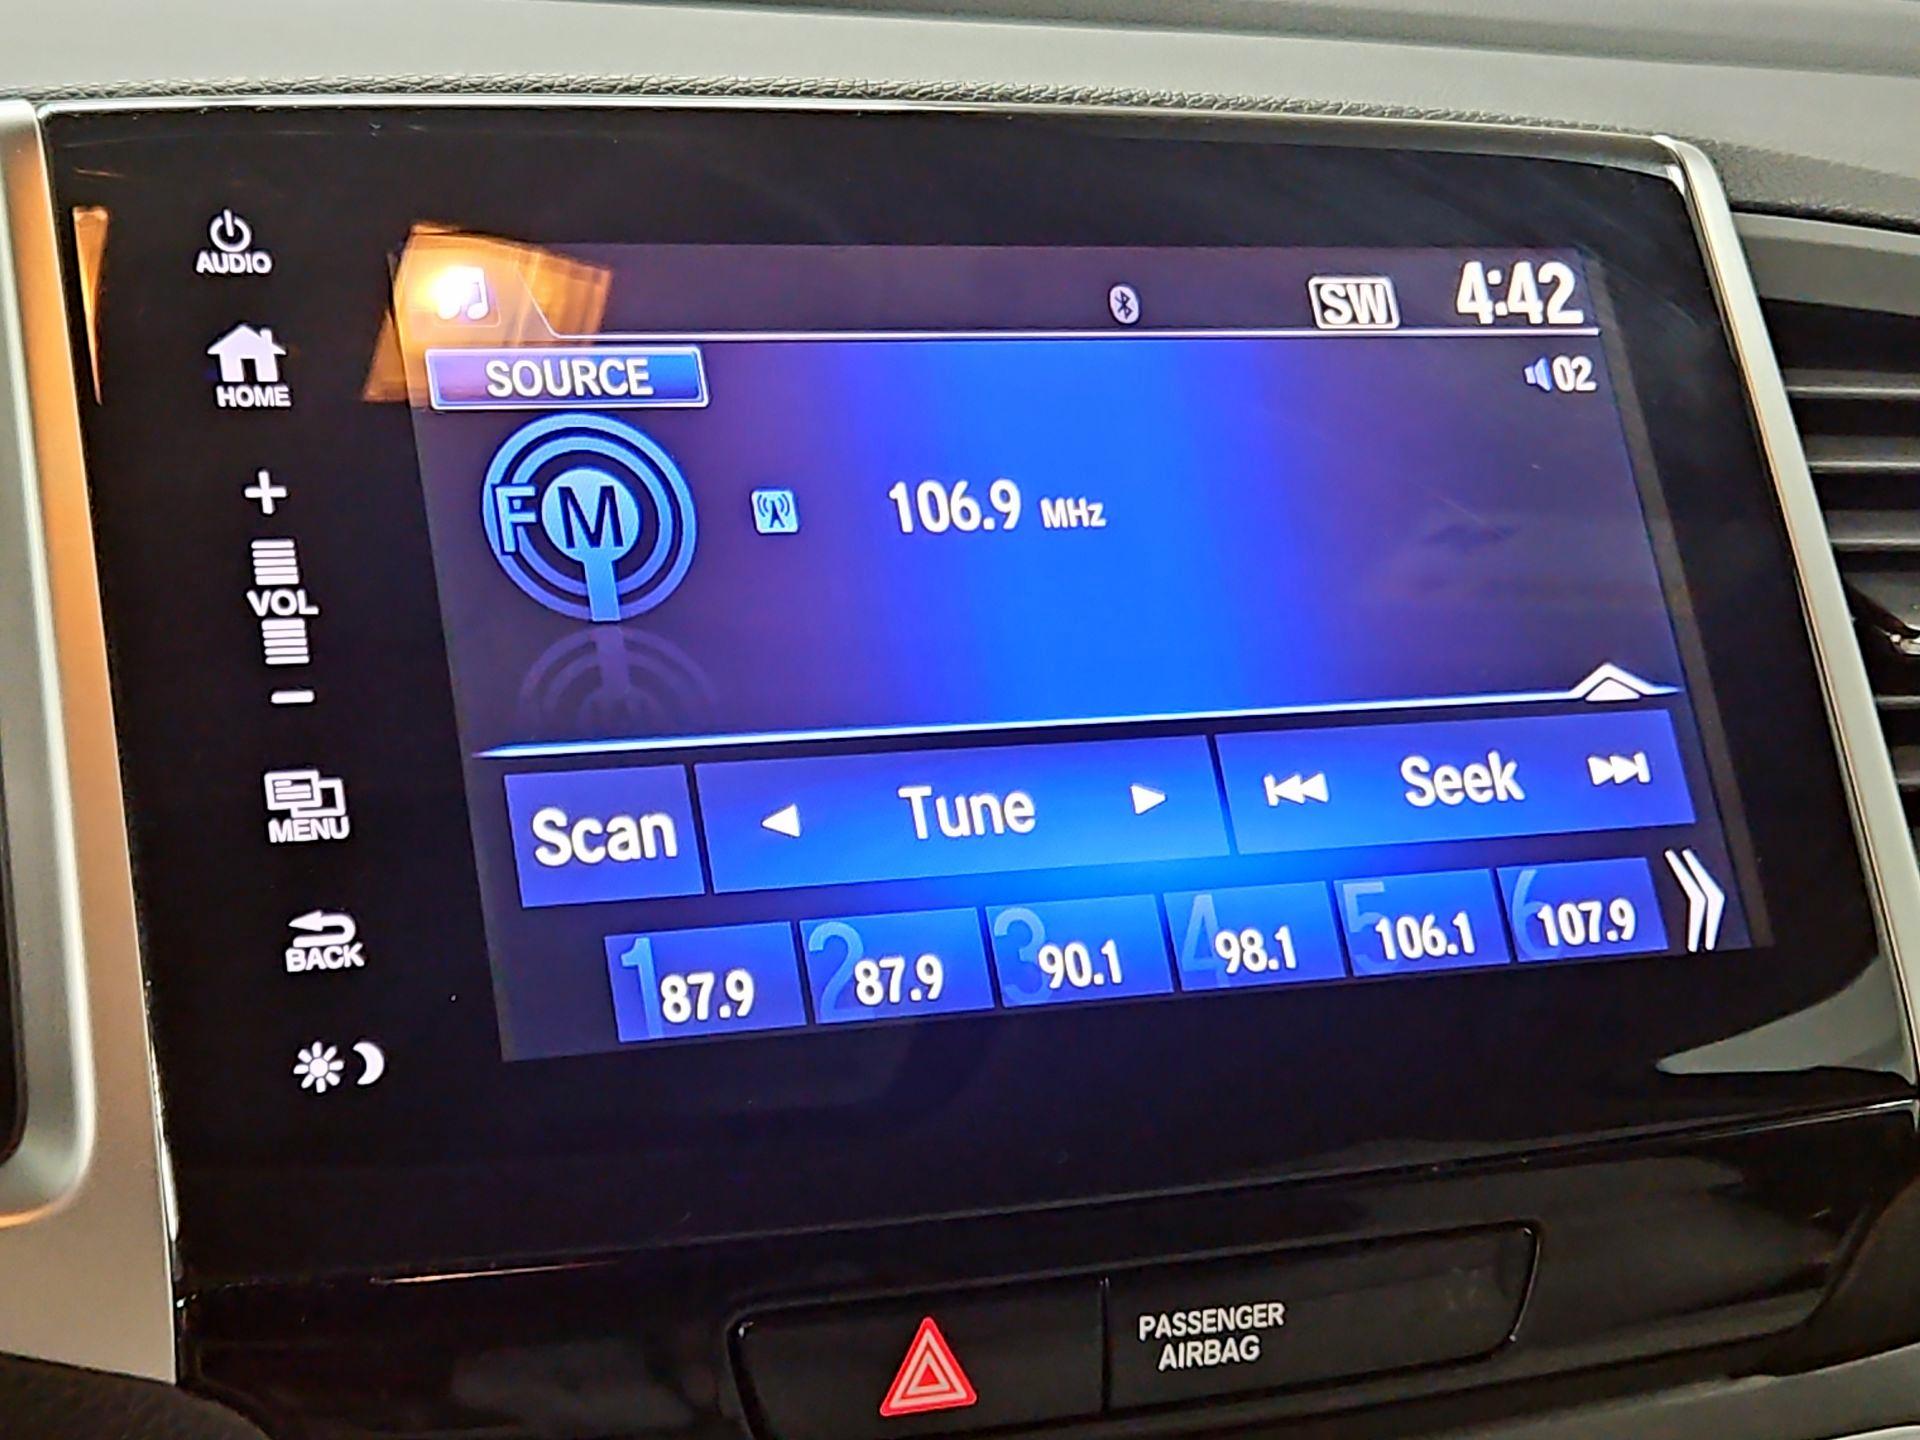 AUDIO
HOME
VOL
MENU
BACK
SW 4:42
SOURCE
02
FM
106.9 MHz
Scan
Tune
Seek
1 87.9
2 87.9
3 90.1
4 98.1
5 106.1
6 107.9
PASSENGER
AIRBAG